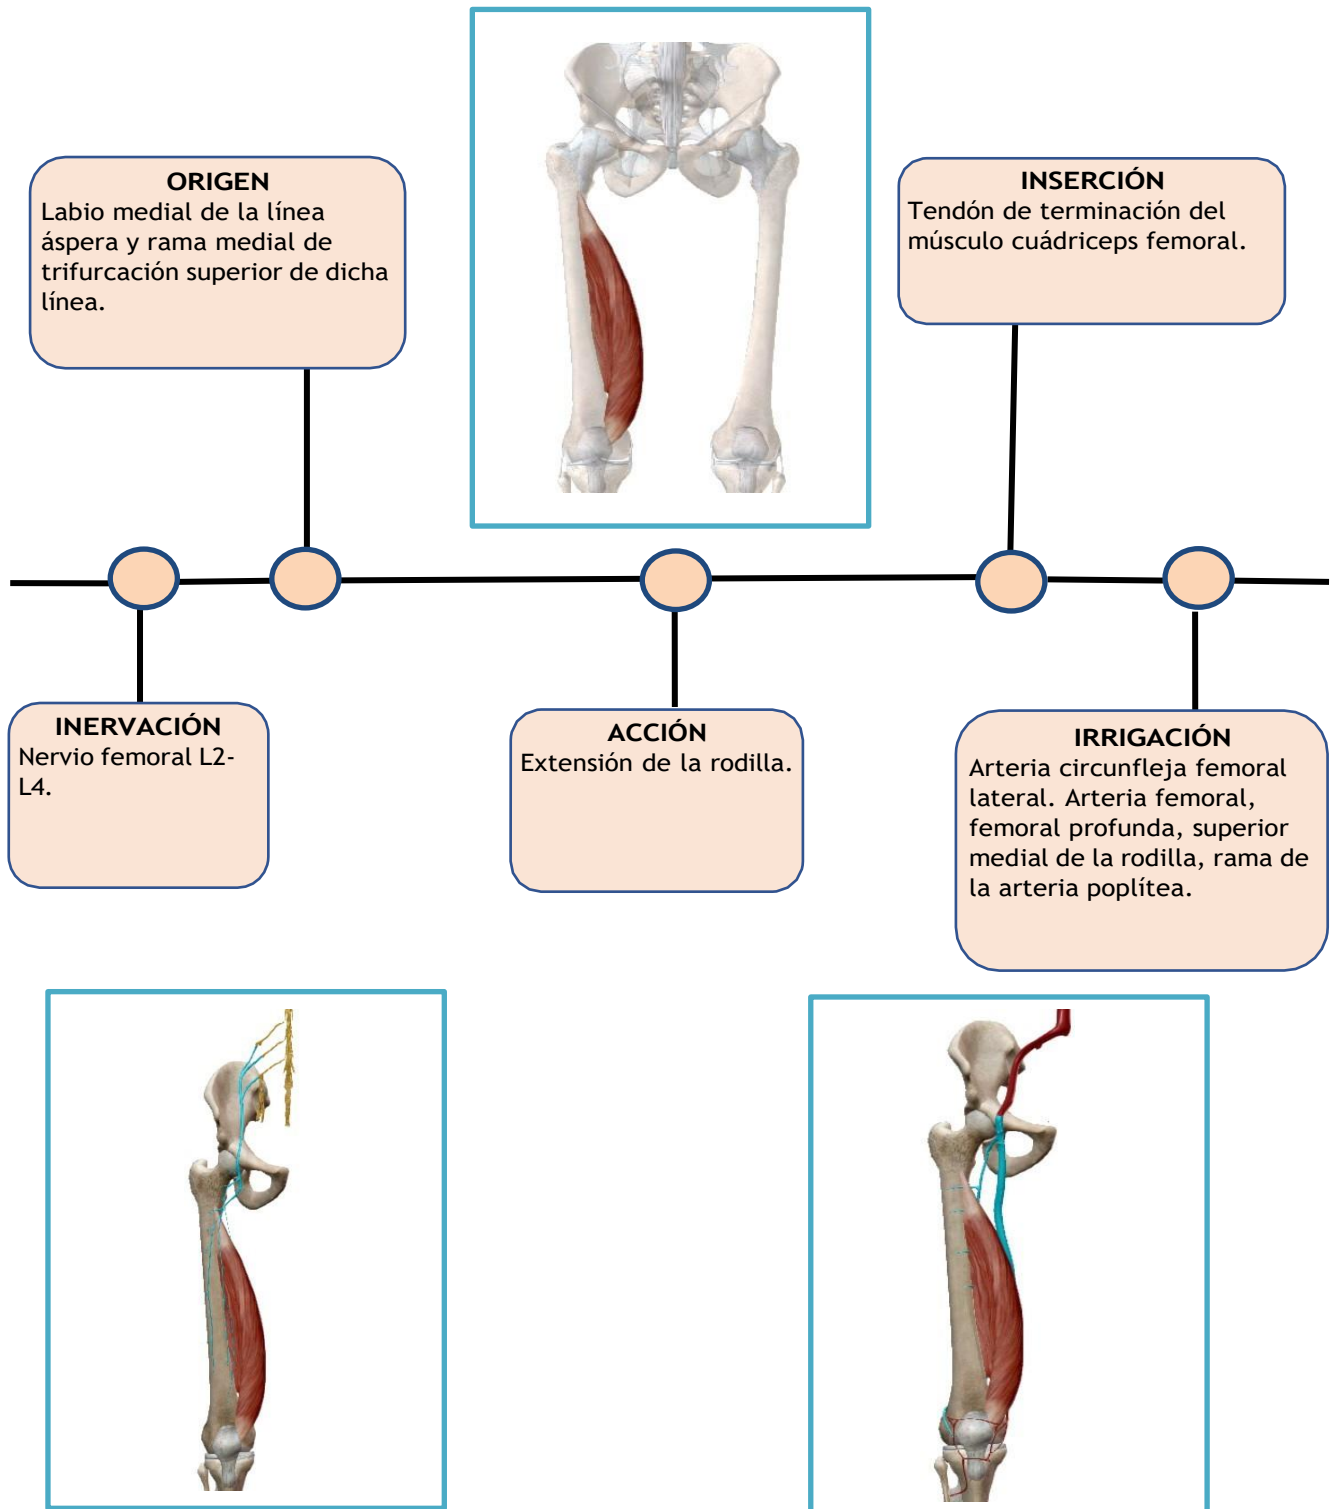 ORIGEN
Labio medial de la línea
áspera y rama medial de
trifurcación superior de dicha
línea.
INSERCIÓN
Tendón de terminación del
músculo cuádriceps femoral.
INERVACIÓN
Nervio femoral L2-
L4.
ACCIÓN
Extensión de la rodilla.
IRRIGACIÓN
Arteria circunfleja femoral
lateral. Arteria femoral,
femoral profunda, superior
medial de la rodilla, rama de
la arteria poplítea.